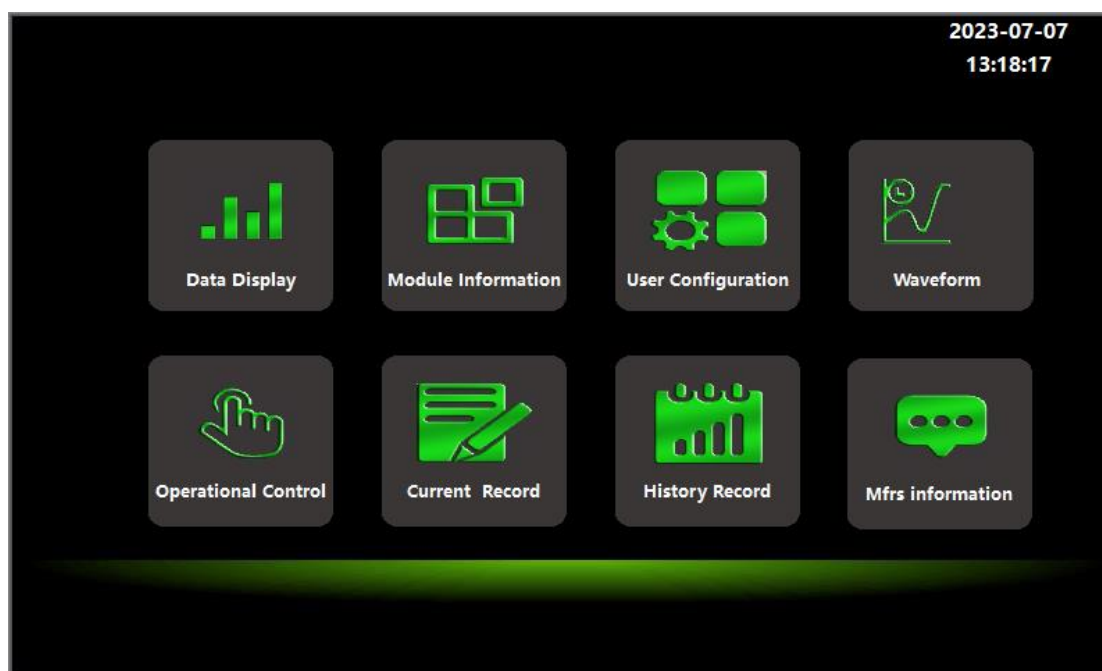 2023-07-07
13:18:17
Data Display
Module Information
User Configuration
Waveform
Operational Control
Current Record
History Record
Mfrs information